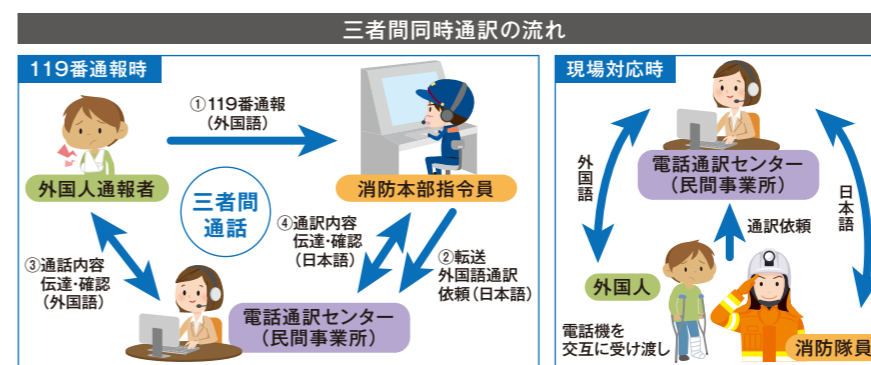 三者間同時通訳の流れ
119番通報時
①119番通報
（外国語）
外国人通報者
消防本部指令員
三者間
通話
④通訳内容
伝達・確認
（日本語）
②転送
外国語通訳
依頼（日本語）
③通話内容
伝達・確認
（外国語）
電話通訳センター
（民間事業所）
現場対応時
電話通訳センター
（民間事業所）
外国語
日本語
通訳依頼
外国人
電話機を
交互に受け渡し
消防隊員